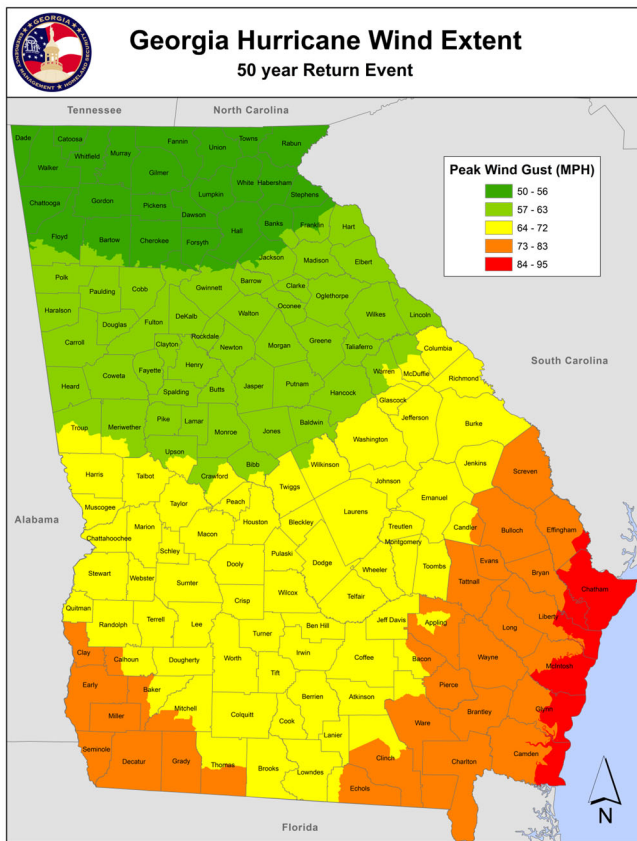 GEORGIA
EMERGENCY MANAGEMENT
HOMELAND SECURITY
Georgia Hurricane Wind Extent
50 year Return Event
Tennessee North Carolina
Peak Wind Gust (MPH)
50 - 56
57 - 63
64 - 72
73 - 83
84 - 95
Dade Catoosa Fannin Union Towns Rabun
Whitfield Murray
Walker Gilmer
White Habersham
Lumpkin Stephens
Chattooga Gordon Pickens
Dawson
Floyd Bartow Cherokee Forsyth Hall Banks Franklin Hart
Jackson Madison Elbert
Polk Paulding Cobb Gwinnett Barrow Clarke
Oconee Oglethorpe
Haralson Douglas Fulton DeKalb Walton Wilkes Lincoln
Rockdale
Carroll Clayton Newton Morgan Greene Taliaferro Columbia
Fayette Henry Warren McDuffie
Heard Coweta Spalding Butts Jasper Putnam Hancock Richmond
Glascock
South Carolina
Troup Meriwether Pike Lamar Monroe Jones Baldwin Jefferson Burke
Washington
Upson Bibb Wilkinson
Harris Talbot Crawford Twiggs Jenkins Screven
Taylor Peach Johnson
Muscogee Houston Emanuel
Alabama
Marion Macon Bleckley Laurens Candler Bulloch Effingham
Chattahoochee Treutlen
Schley Pulaski Montgomery
Stewart Webster Sumter Dooly Dodge Wheeler Toombs Evans Bryan
Tattnall Chatham
Quitman Crisp Wilcox Telfair
Randolph Terrell Lee Liberty
Turner Ben Hill Jeff Davis Appling Long
Clay Calhoun Dougherty Worth Irwin Coffee Bacon Wayne McIntosh
Tift
Early Baker
Mitchell Berrien Atkinson Pierce
Miller Colquitt Cook Ware Brantley Glynn
Lanier
Seminole Decatur Grady Thomas Brooks Lowndes Clinch Charlton Camden
Echols
Florida
N